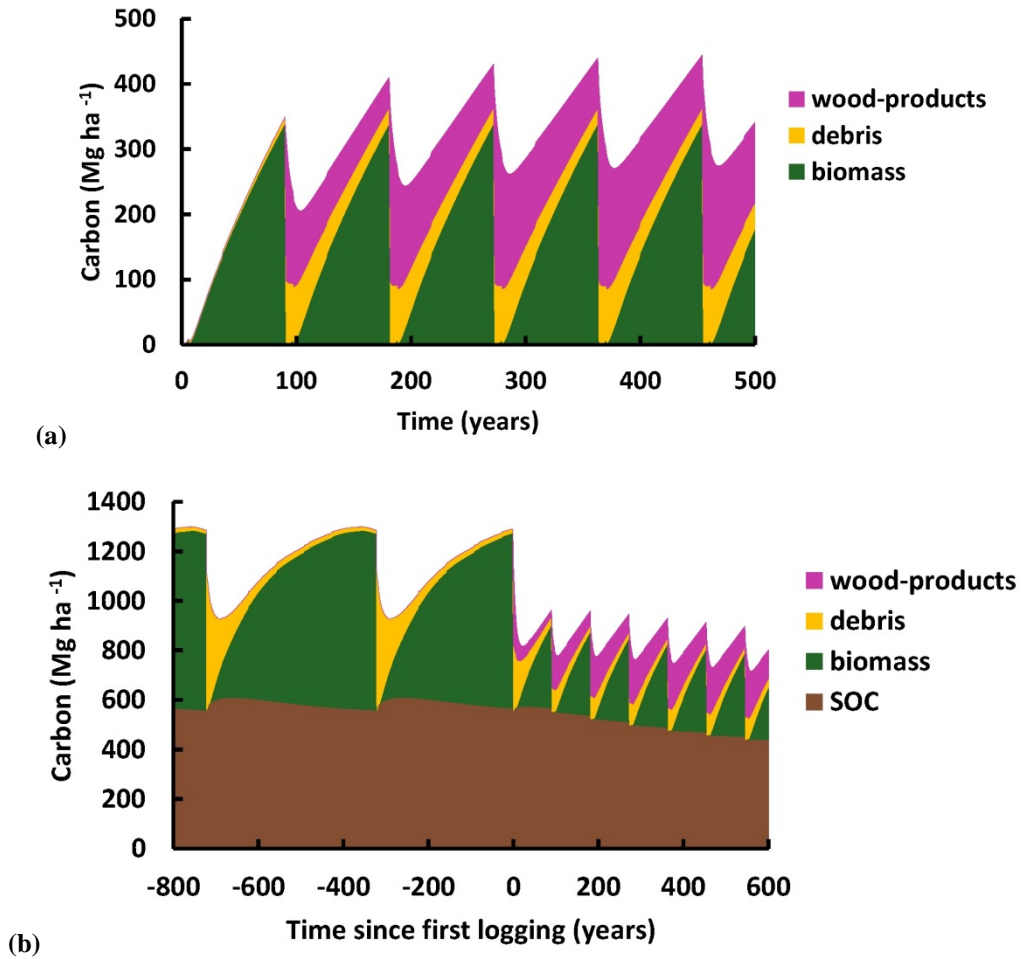 500
400
300
200
100
0
Carbon (Mg ha⁻¹)
wood-products
debris
biomass
0 100 200 300 400 500
Time (years)
(a)
1400
1200
1000
800
600
400
200
0
Carbon (Mg ha⁻¹)
wood-products
debris
biomass
SOC
-800 -600 -400 -200 0 200 400 600
Time since first logging (years)
(b)